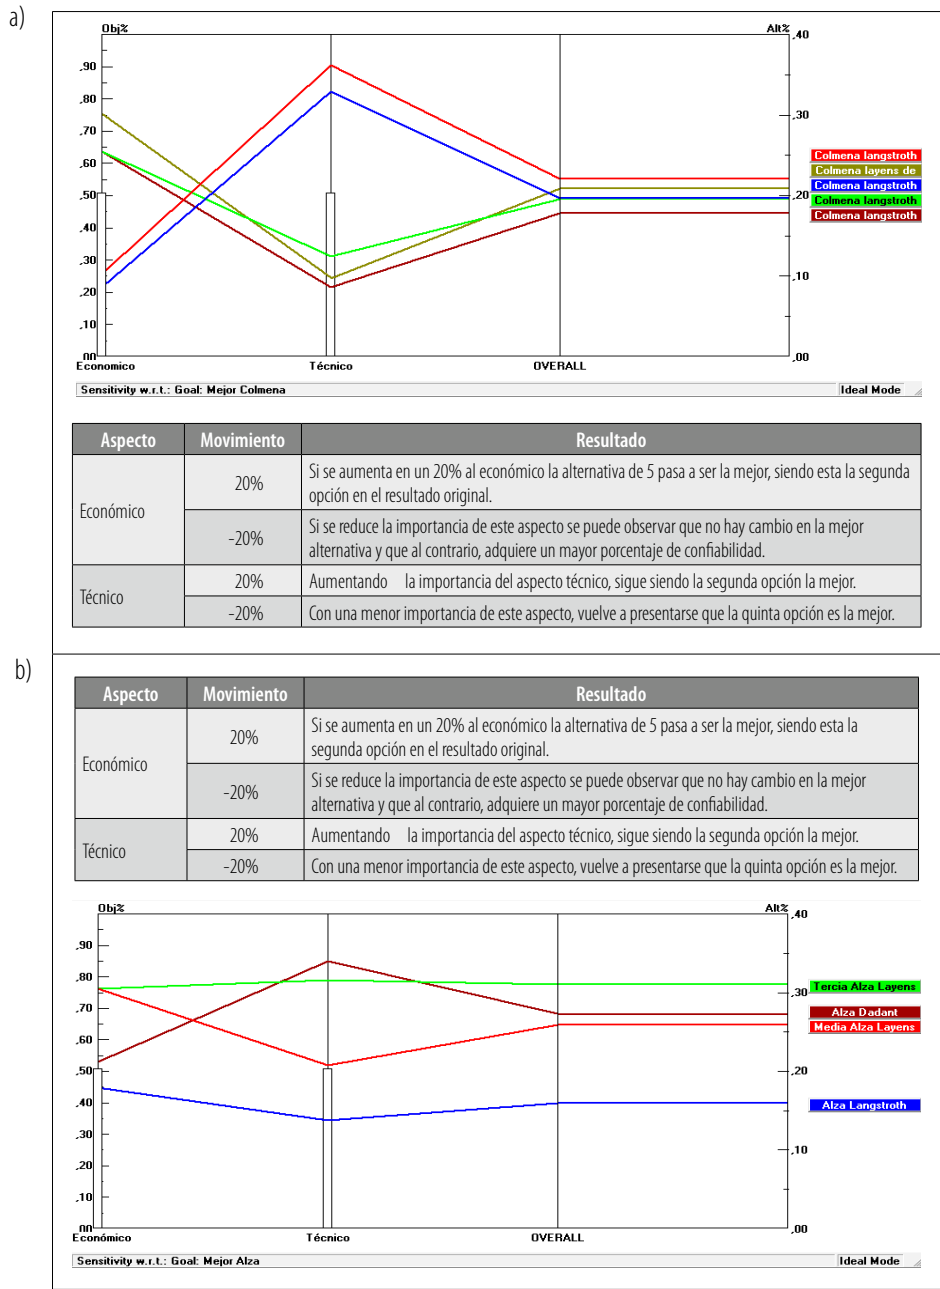 a)
Obj%
Alt%
,90
,80
,70
,60
,50
,40
,30
,20
,10
,00
,40
,30
,20
,10
,00
Colmena langstroth
Colmena layens de
Colmena langstroth
Colmena langstroth
Colmena langstroth
Economico Técnico OVERALL
Sensitivity w.r.t.: Goal: Mejor Colmena Ideal Mode
Aspecto Movimiento Resultado
Económico
20%
Si se aumenta en un 20% al económico la alternativa de 5 pasa a ser la mejor, siendo esta la segunda
opción en el resultado original.
-20%
Si se reduce la importancia de este aspecto se puede observar que no hay cambio en la mejor
alternativa y que al contrario, adquiere un mayor porcentaje de confiabilidad.
Técnico
20% Aumentando la importancia del aspecto técnico, sigue siendo la segunda opción la mejor.
-20% Con una menor importancia de este aspecto, vuelve a presentarse que la quinta opción es la mejor.
b)
Aspecto Movimiento Resultado
Económico
20%
Si se aumenta en un 20% al económico la alternativa de 5 pasa a ser la mejor, siendo esta la
segunda opción en el resultado original.
-20%
Si se reduce la importancia de este aspecto se puede observar que no hay cambio en la mejor
alternativa y que al contrario, adquiere un mayor porcentaje de confiabilidad.
Técnico
20% Aumentando la importancia del aspecto técnico, sigue siendo la segunda opción la mejor.
-20% Con una menor importancia de este aspecto, vuelve a presentarse que la quinta opción es la mejor.
Obj%
Alt%
,90
,80
,70
,60
,50
,40
,30
,20
,10
,00
,40
,30
,20
,10
,00
Tercia Alza Layens
Alza Dadant
Media Alza Layens
Alza Langstroth
Económico Técnico OVERALL
Sensitivity w.r.t.: Goal: Mejor Alza Ideal Mode